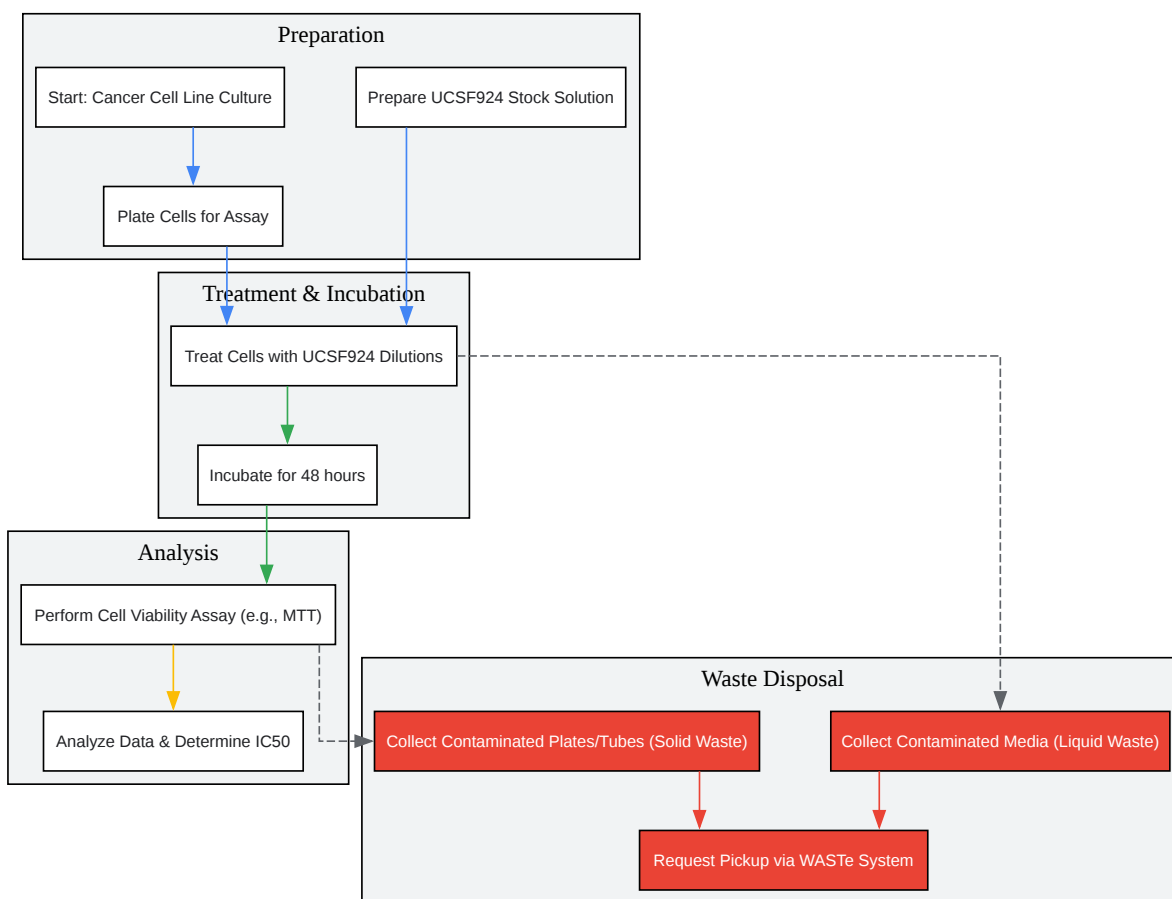 Preparation
Start: Cancer Cell Line Culture
Prepare UCSF924 Stock Solution
Plate Cells for Assay
Treatment & Incubation
Treat Cells with UCSF924 Dilutions
Incubate for 48 hours
Analysis
Perform Cell Viability Assay (e.g., MTT)
Analyze Data & Determine IC50
Waste Disposal
Collect Contaminated Plates/Tubes (Solid Waste)
Collect Contaminated Media (Liquid Waste)
Request Pickup via WASTe System